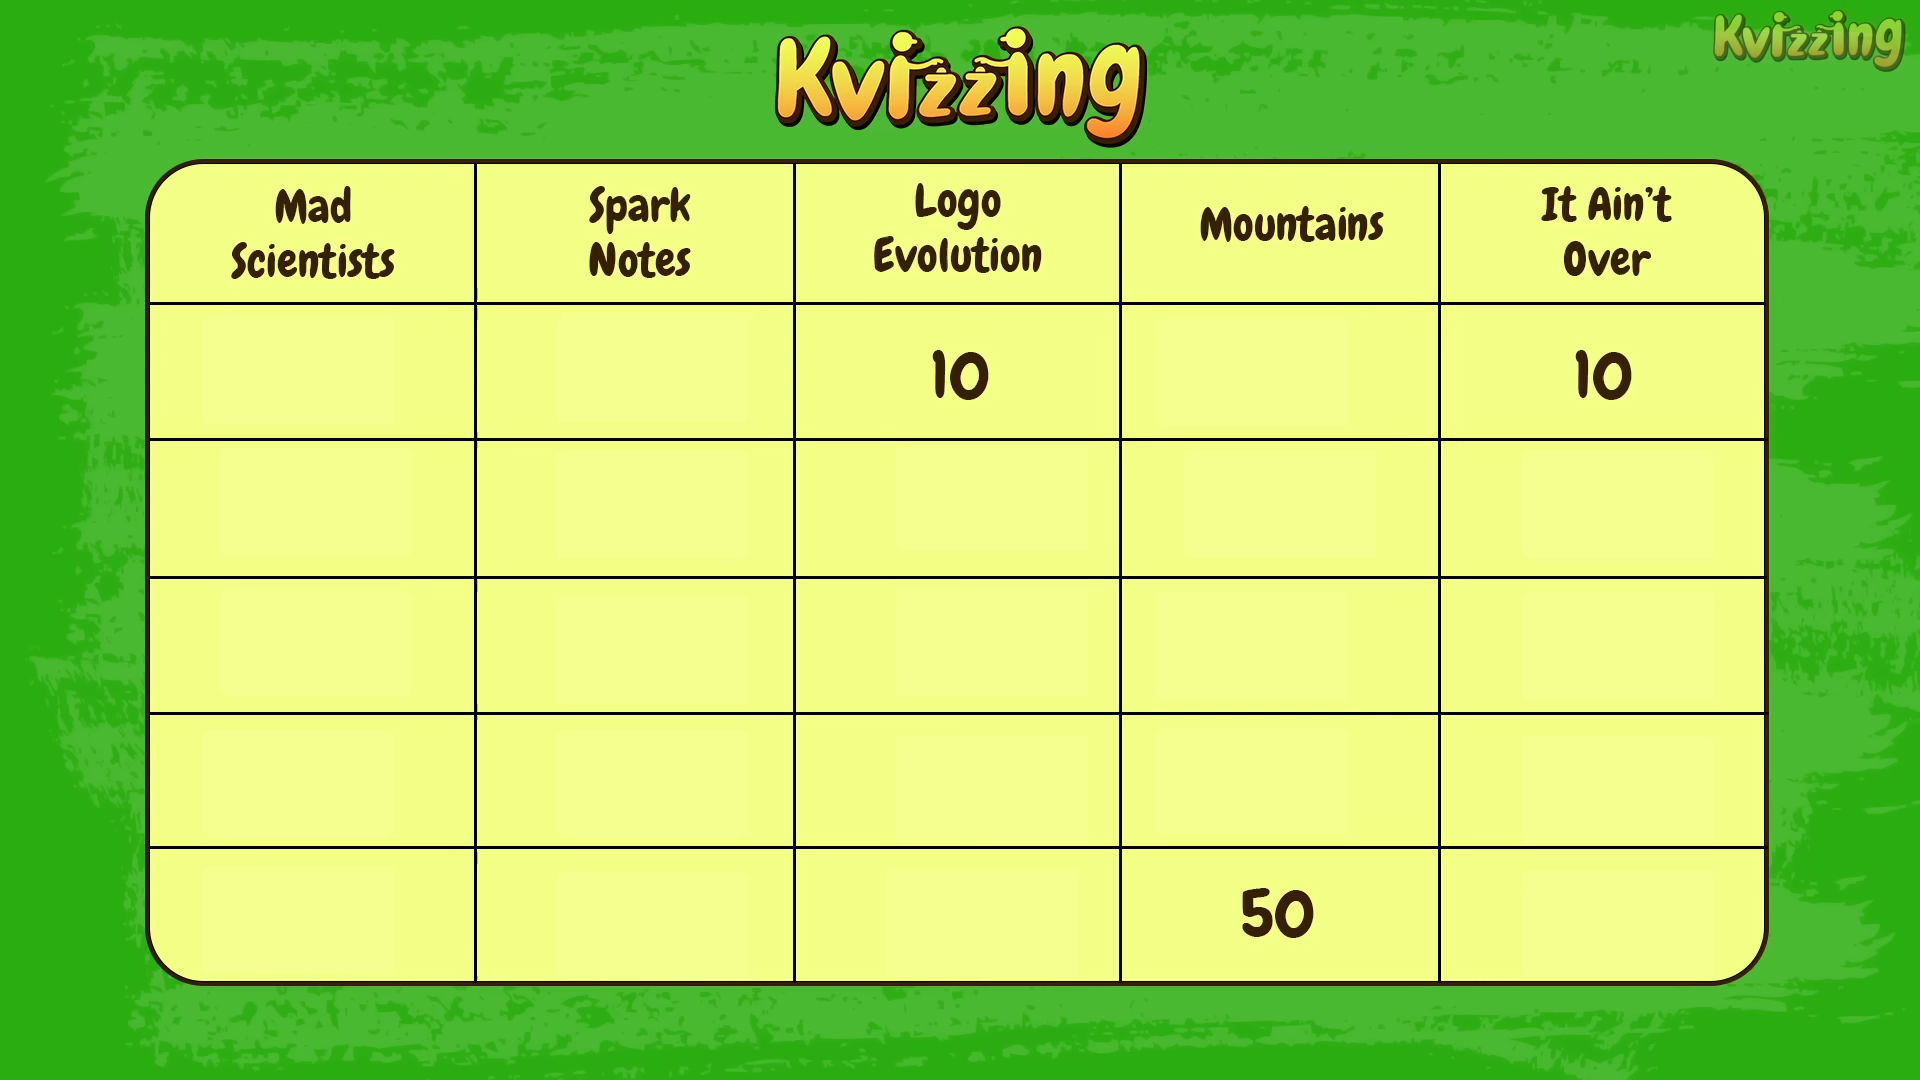 Kvizzing
Kvizzing
Mad
Scientists
Spark
Notes
Logo
Evolution
Mountains
It Ain't
Over
10
10
50